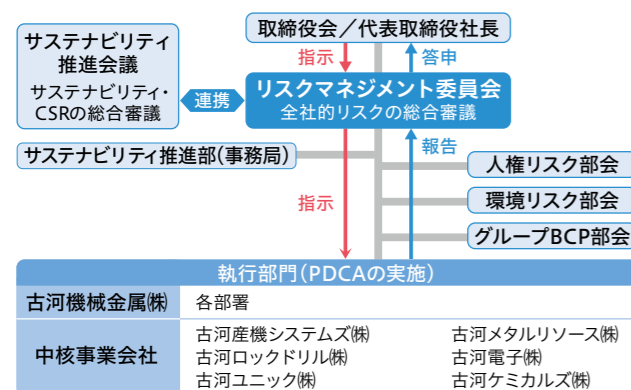 取締役会／代表取締役社長
サステナビリティ
推進会議
サステナビリティ・
CSRの総合審議
指示
答申
連携
リスクマネジメント委員会
全社的リスクの総合審議
サステナビリティ推進部(事務局)
報告
人権リスク部会
環境リスク部会
グループBCP部会
指示
執行部門(PDCAの実施)
古河機械金属㈱
各部署
中核事業会社
古河産機システムズ㈱
古河メタルリソース㈱
古河ロックドリル㈱
古河電子㈱
古河ユニック㈱
古河ケミカルズ㈱